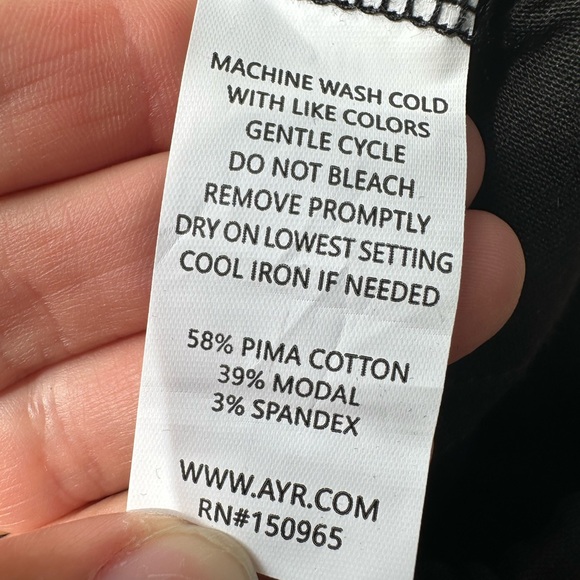 MACHINE WASH COLD
WITH LIKE COLORS
GENTLE CYCLE
DO NOT BLEACH
REMOVE PROMPTLY
DRY ON LOWEST SETTING
COOL IRON IF NEEDED
58% PIMA COTTON
39% MODAL
3% SPANDEX
WWW.AYR.COM
RN#150965